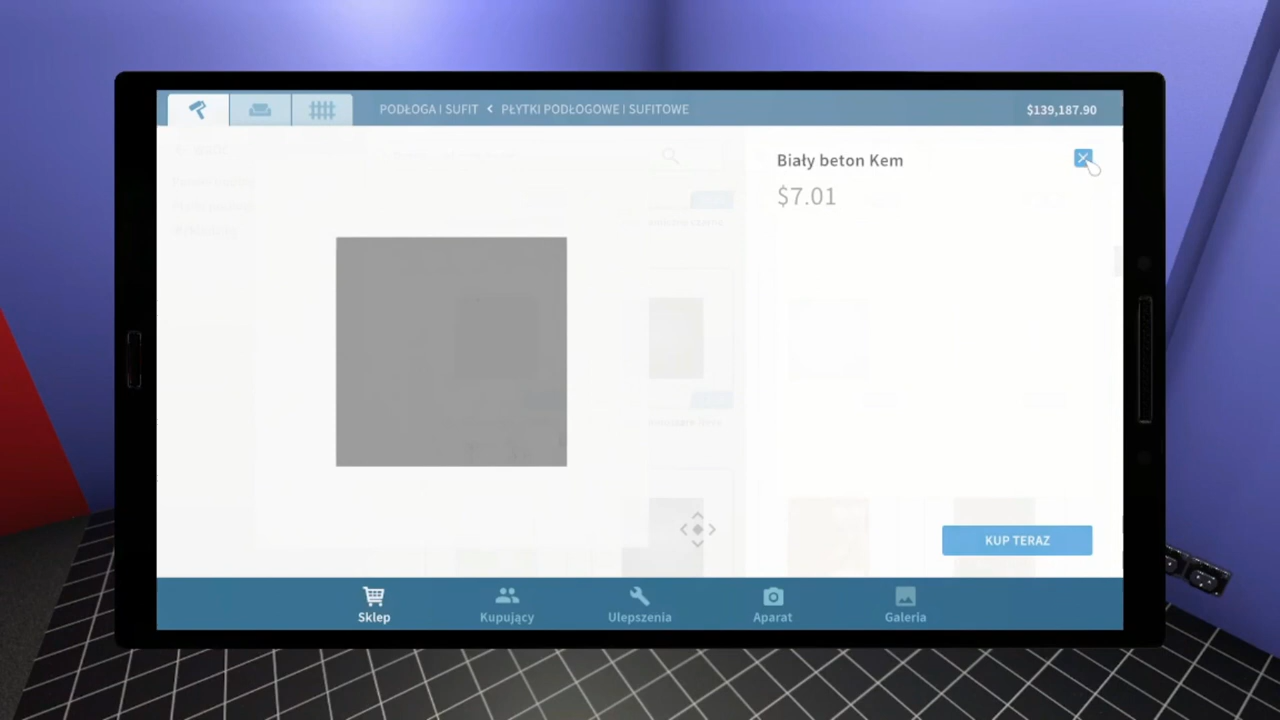 PODŁOGA I SUFIT < PŁYTKI PODŁOGOWE I SUFITOWE
$139,187.90
Biały beton Kem
$7.01
KUP TERAZ
Sklep
Kupujący
Ulepszenia
Aparat
Galeria